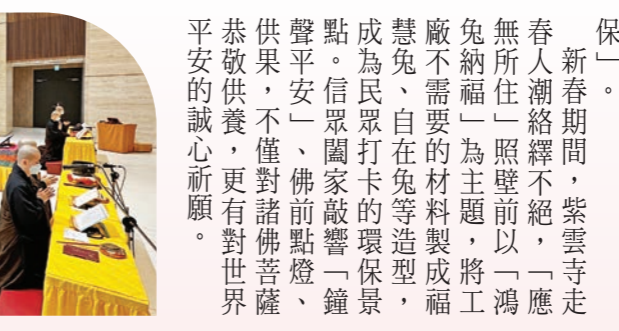 保」。
　新春期間，紫雲寺走
春人潮絡繹不絕，「應
無所住」照壁前以「鴻
兔納福」為主題，將工
廠不需要的材料製成福
慧兔、自在兔等造型，
成為民眾打卡的環保景
點。信眾闔家敲響「鐘
聲平安」、佛前點燈、
供果，不僅對諸佛菩薩
恭敬供養，更有對世界
平安的誠心祈願。